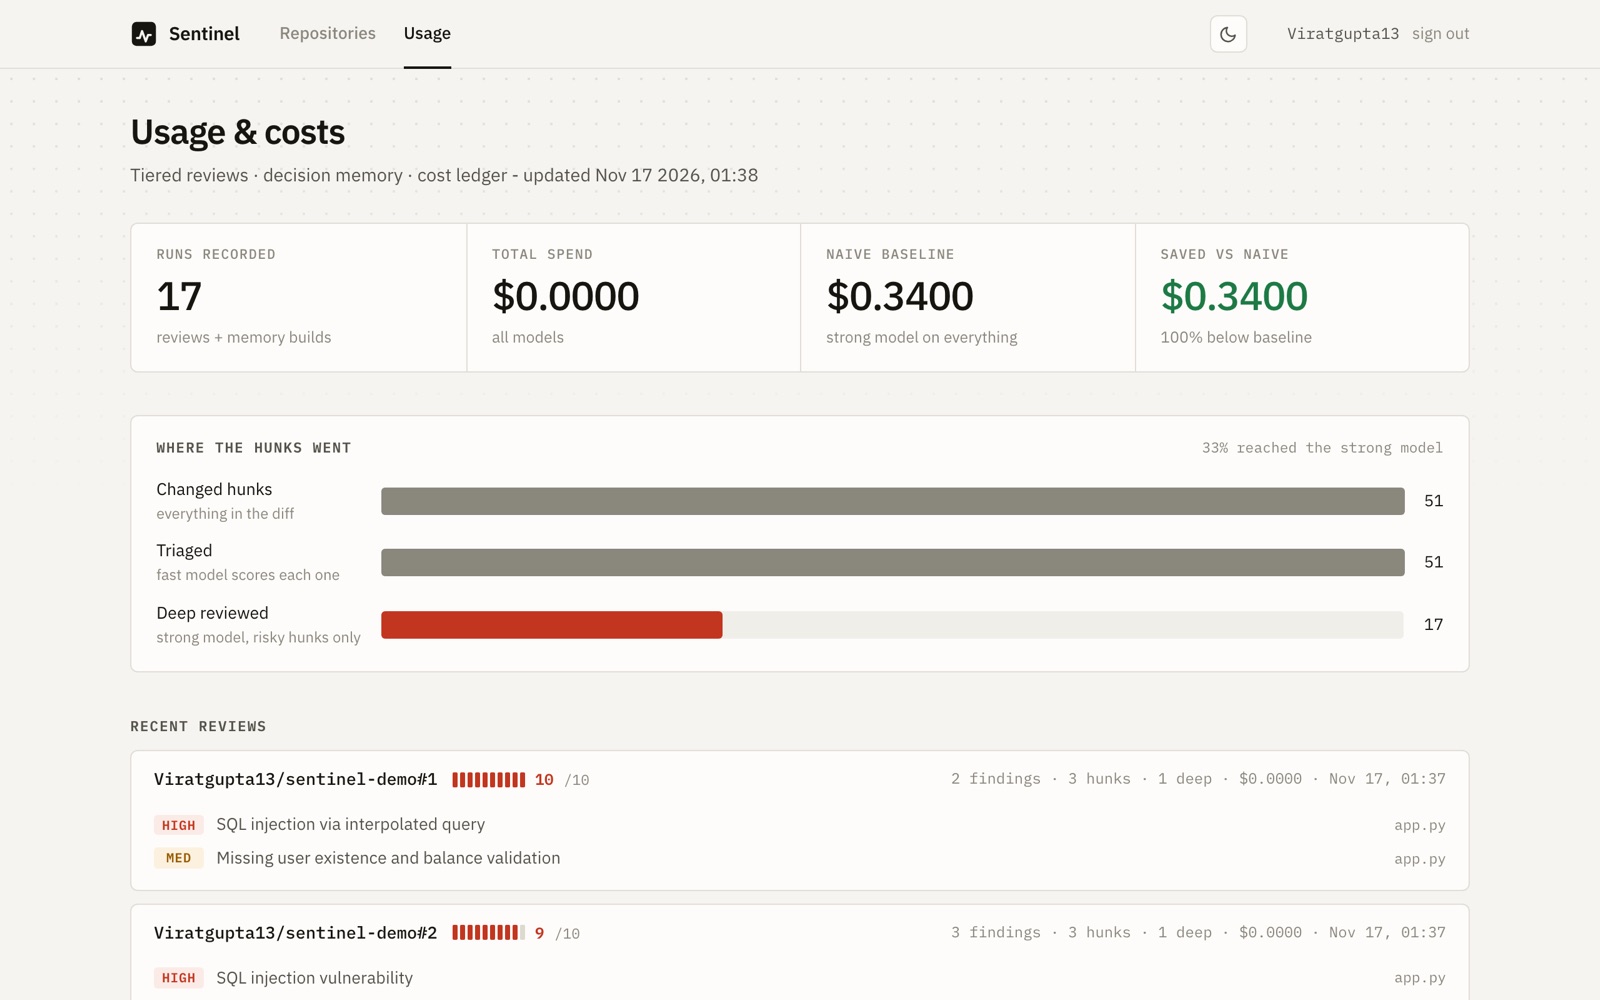 Sentinel Repositories Usage Viratgupta13 sign out
Usage & costs
Tiered reviews · decision memory · cost ledger - updated Nov 17 2026, 01:38
RUNS RECORDED
17
reviews + memory builds
TOTAL SPEND
$0.0000
all models
NAIVE BASELINE
$0.3400
strong model on everything
SAVED VS NAIVE
$0.3400
100% below baseline
WHERE THE HUNKS WENT 33% reached the strong model
Changed hunks
everything in the diff
51
Triaged
fast model scores each one
51
Deep reviewed
strong model, risky hunks only
17
RECENT REVIEWS
Viratgupta13/sentinel-demo#1 10 /10 2 findings · 3 hunks · 1 deep · $0.0000 · Nov 17, 01:37
HIGH SQL injection via interpolated query app.py
MED Missing user existence and balance validation app.py
Viratgupta13/sentinel-demo#2 9 /10 3 findings · 3 hunks · 1 deep · $0.0000 · Nov 17, 01:37
HIGH SQL injection vulnerability app.py